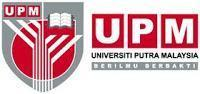 UPM
UPM
UNIVERSITI PUTRA MALAYSIA
BERILMU BERBAKTI